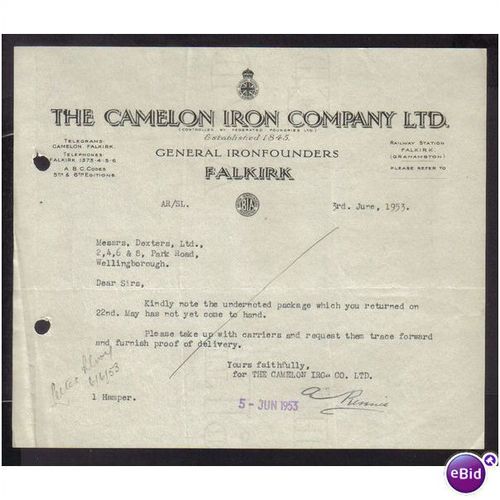 THE CAMELON IRON COMPANY LTD.
(CONTROLLED BY FEDERATED FOUNDRIES LTD.)
Established 1845.
TELEGRAMS:
CAMELON FALKIRK.
TELEPHONES:
FALKIRK 1373-4-5-6
A B C CODES
5TH & 6TH EDITIONS.
GENERAL IRONFOUNDERS
FALKIRK
RAILWAY STATION
FALKIRK.
(GRAHAMSTON)
PLEASE REFER TO
AR/SL.
3rd. June, 1953.
Messrs. Dexters, Ltd.,
2,4,6 & 8, Park Road,
Wellingborough.
Dear Sirs,
Kindly note the undernoted package which you returned on
22nd. May has not yet come to hand.
Please take up with carriers and request them trace forward
and furnish proof of delivery.
Yours faithfully,
for THE CAMELON IRON CO. LTD.
A Rennie
5 - JUN 1953
6/6/53
1 Hamper.
eBid